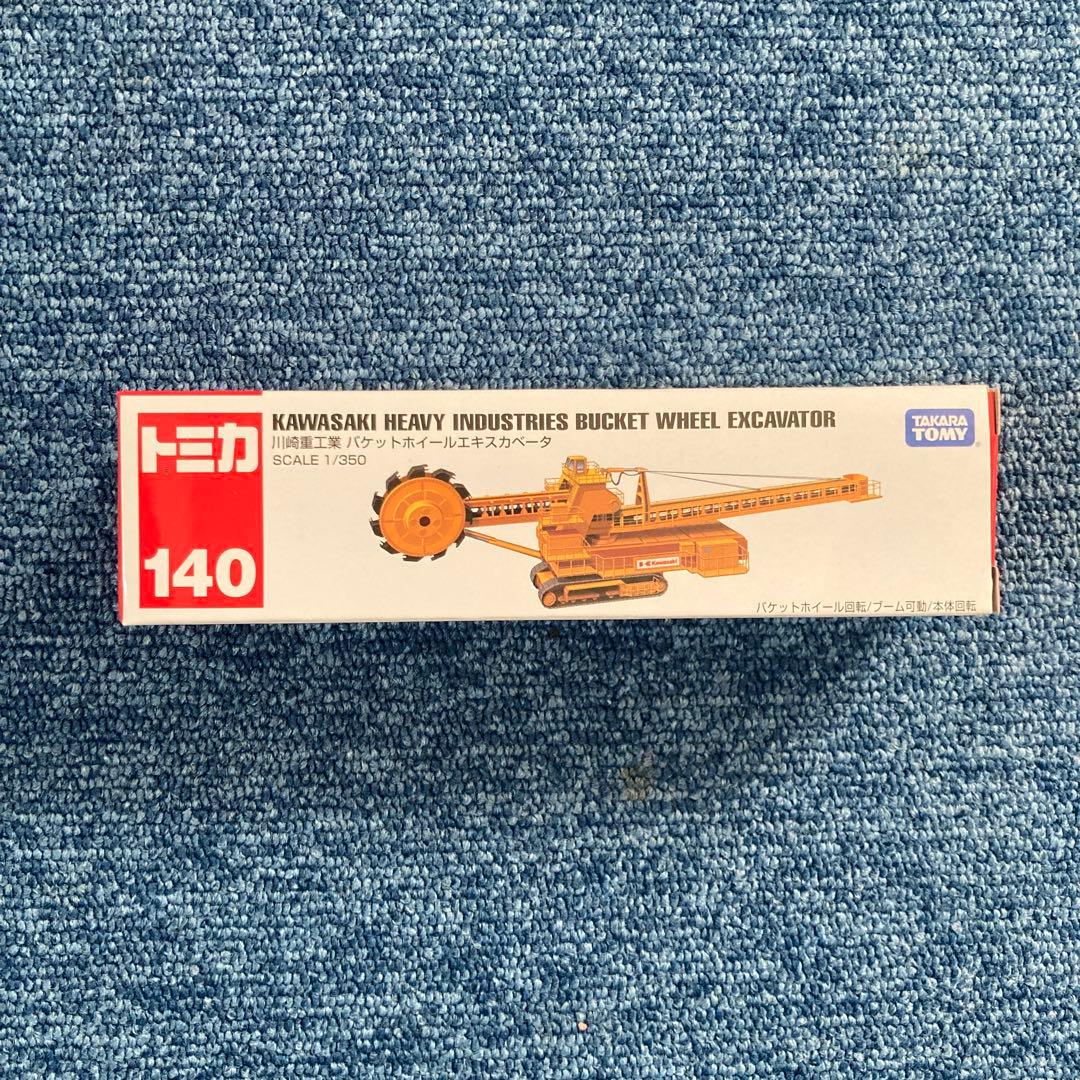 トミカ
140
KAWASAKI HEAVY INDUSTRIES BUCKET WHEEL EXCAVATOR
川崎重工業 バケットホイールエキスカベータ
SCALE 1/350
TAKARA
TOMY
Kawasaki
バケットホイール回転/ブーム可動/本体回転